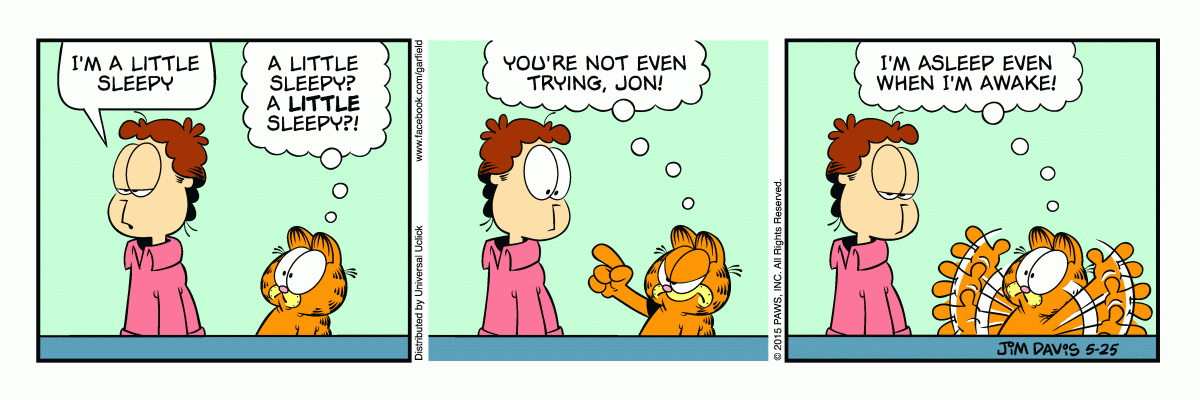 I'M A LITTLE
SLEEPY
A LITTLE
SLEEPY?
A LITTLE
SLEEPY?!
www.facebook.com/garfield
Distributed by Universal Uclick
YOU'RE NOT EVEN
TRYING, JON!
© 2015 PAWS, INC. All Rights Reserved.
I'M ASLEEP EVEN
WHEN I'M AWAKE!
JIM DAVIS 5-25